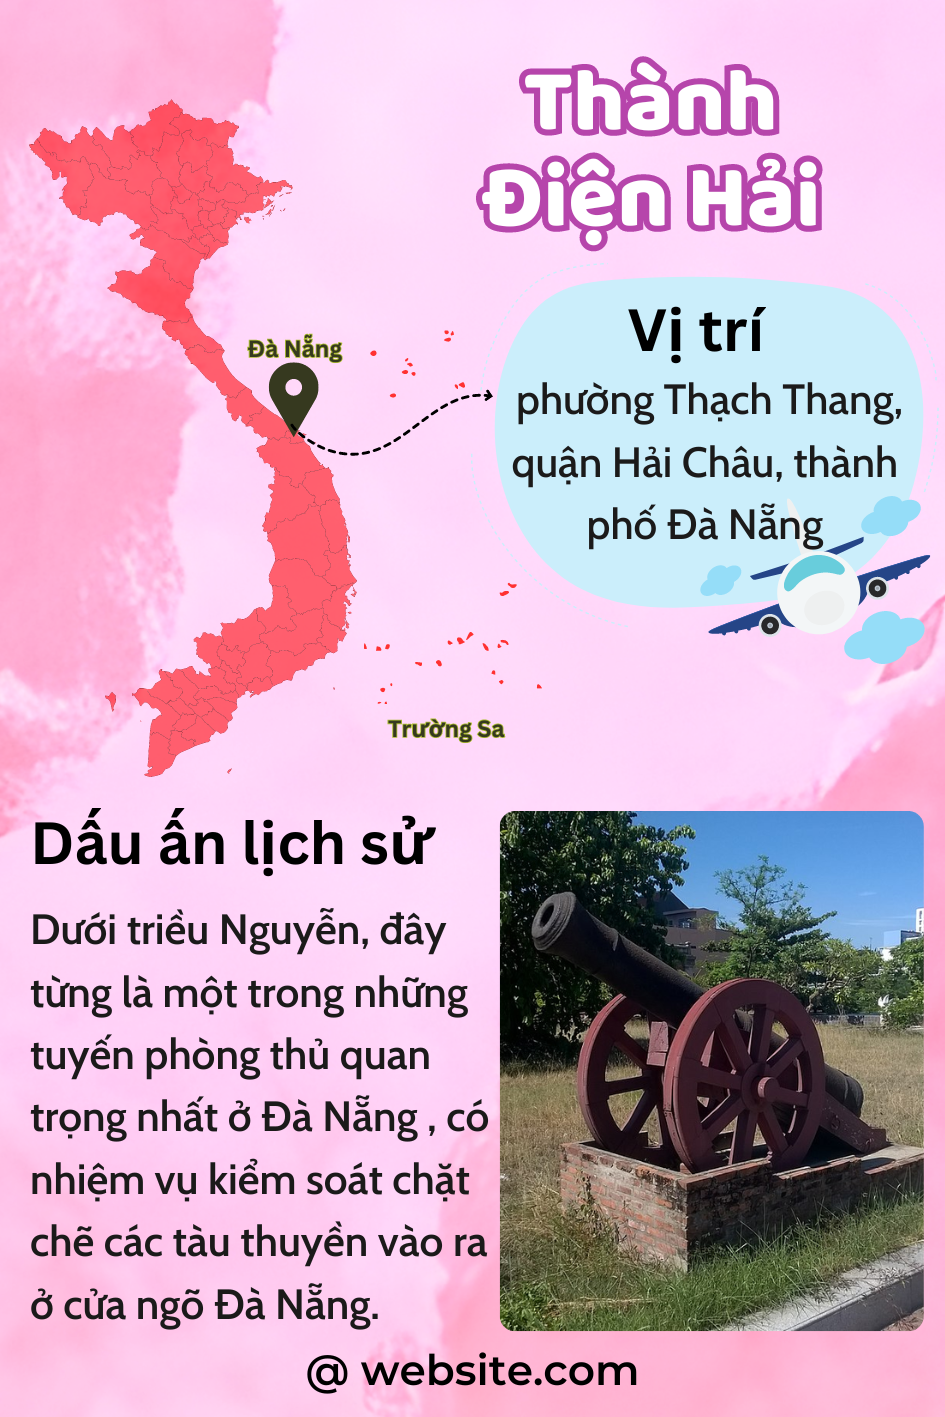 Thành
Điện Hải
Vị trí
phường Thạch Thang,
quận Hải Châu, thành
phố Đà Nẵng
Đà Nẵng
Trường Sa
Dấu ấn lịch sử
Dưới triều Nguyễn, đây
từng là một trong những
tuyến phòng thủ quan
trọng nhất ở Đà Nẵng , có
nhiệm vụ kiểm soát chặt
chẽ các tàu thuyền vào ra
ở cửa ngõ Đà Nẵng.
@ website.com